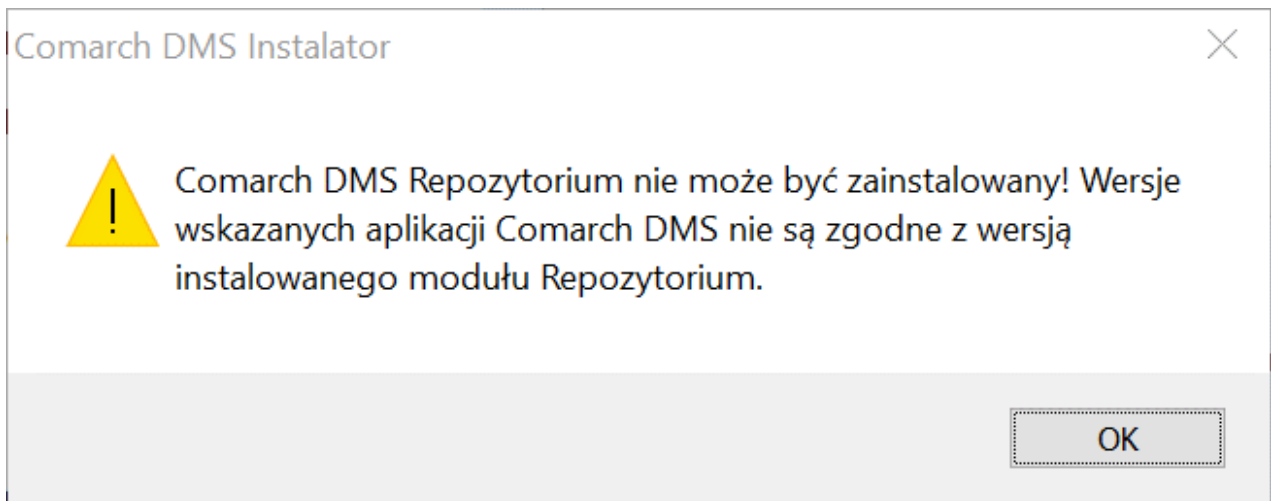 Comarch DMS Instalator
Comarch DMS Repozytorium nie może być zainstalowany! Wersje
wskazanych aplikacji Comarch DMS nie są zgodne z wersją
instalowanego modułu Repozytorium.
OK